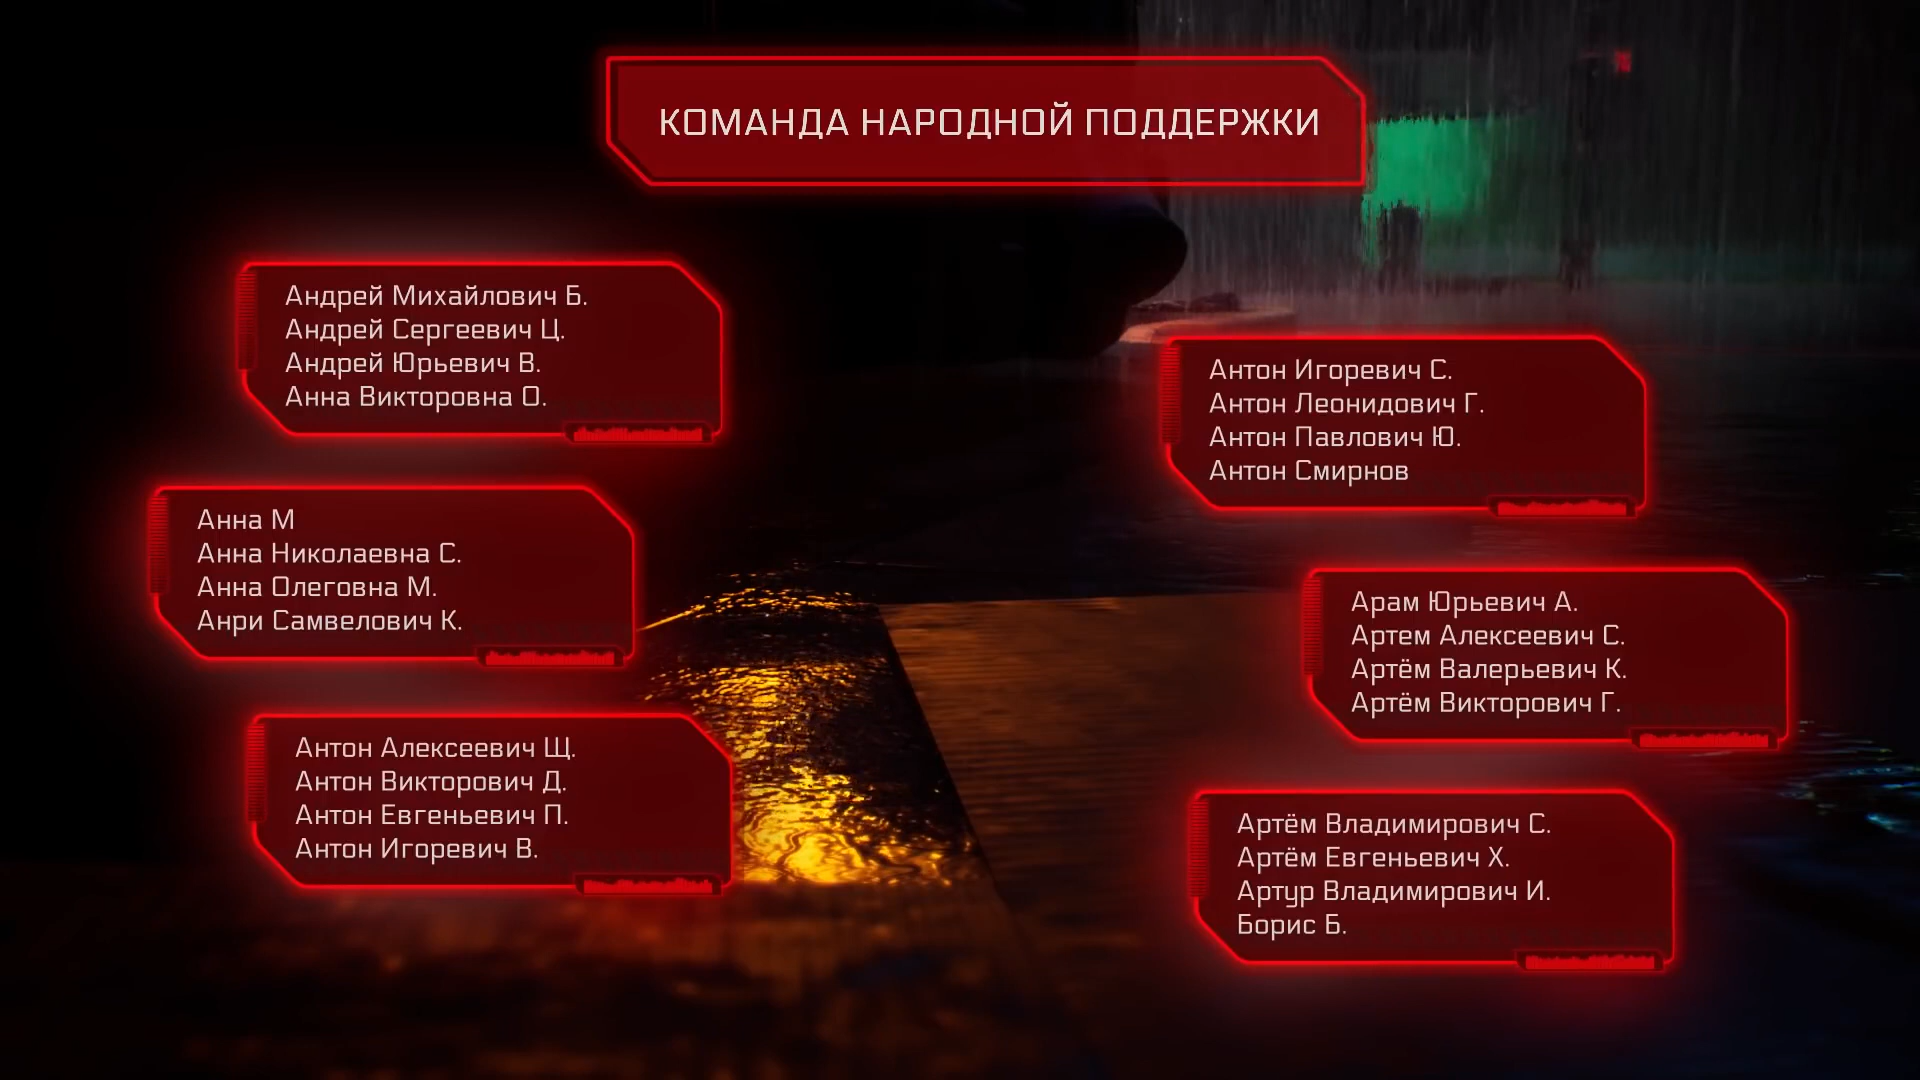 КОМАНДА НАРОДНОЙ ПОДДЕРЖКИ
Андрей Михайлович Б.
Андрей Сергеевич Ц.
Андрей Юрьевич В.
Анна Викторовна О.
Анна М
Анна Николаевна С.
Анна Олеговна М.
Анри Самвелович К.
Антон Алексеевич Щ.
Антон Викторович Д.
Антон Евгеньевич П.
Антон Игоревич В.
Антон Игоревич С.
Антон Леонидович Г.
Антон Павлович Ю.
Антон Смирнов
Арам Юрьевич А.
Артем Алексеевич С.
Артём Валерьевич К.
Артём Викторович Г.
Артём Владимирович С.
Артём Евгеньевич Х.
Артур Владимирович И.
Борис Б.